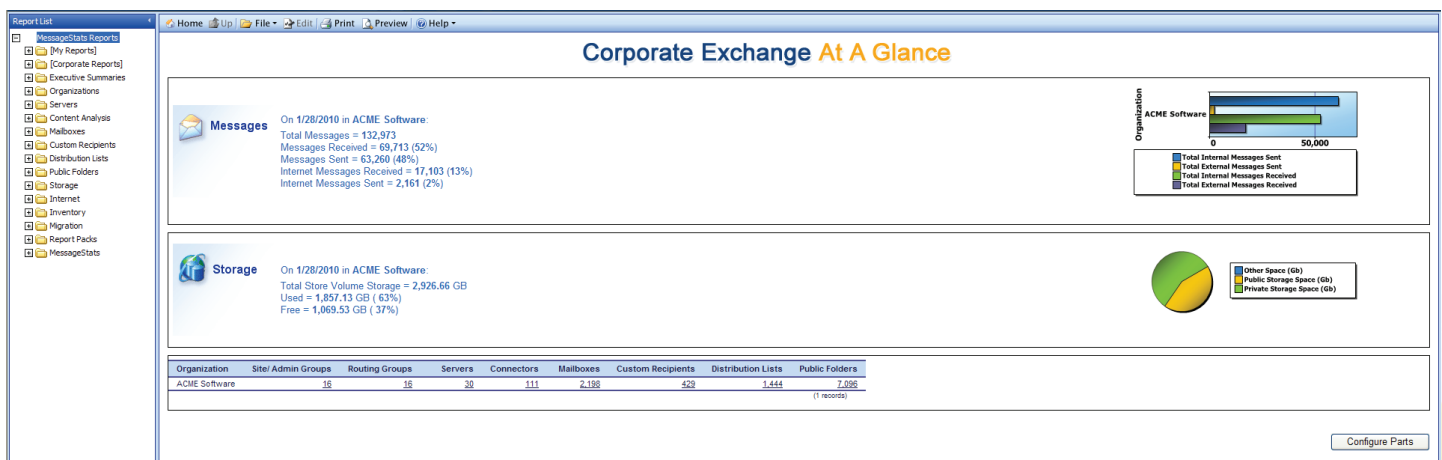 Report List
Home Up File Edit Print Preview Help
MessageStats Reports
[My Reports]
[Corporate Reports]
Executive Summaries
Organizations
Servers
Content Analysis
Mailboxes
Custom Recipients
Distribution Lists
Public Folders
Storage
Internet
Inventory
Migration
Report Packs
MessageStats
Corporate Exchange At A Glance
Messages
On 1/28/2010 in ACME Software:
Total Messages = 132,973
Messages Received = 69,713 (52%)
Messages Sent = 63,260 (48%)
Internet Messages Received = 17,103 (13%)
Internet Messages Sent = 2,161 (2%)
Organization
ACME Software
0 50,000
Total Internal Messages Sent
Total External Messages Sent
Total Internal Messages Received
Total External Messages Received
Storage
On 1/28/2010 in ACME Software:
Total Store Volume Storage = 2,926.66 GB
Used = 1,857.13 GB ( 63%)
Free = 1,069.53 GB ( 37%)
Other Space (Gb)
Public Storage Space (Gb)
Private Storage Space (Gb)
Organization Site/ Admin Groups Routing Groups Servers Connectors Mailboxes Custom Recipients Distribution Lists Public Folders
ACME Software 16 16 30 111 2,198 429 1,444 7,096
(1 records)
Configure Parts